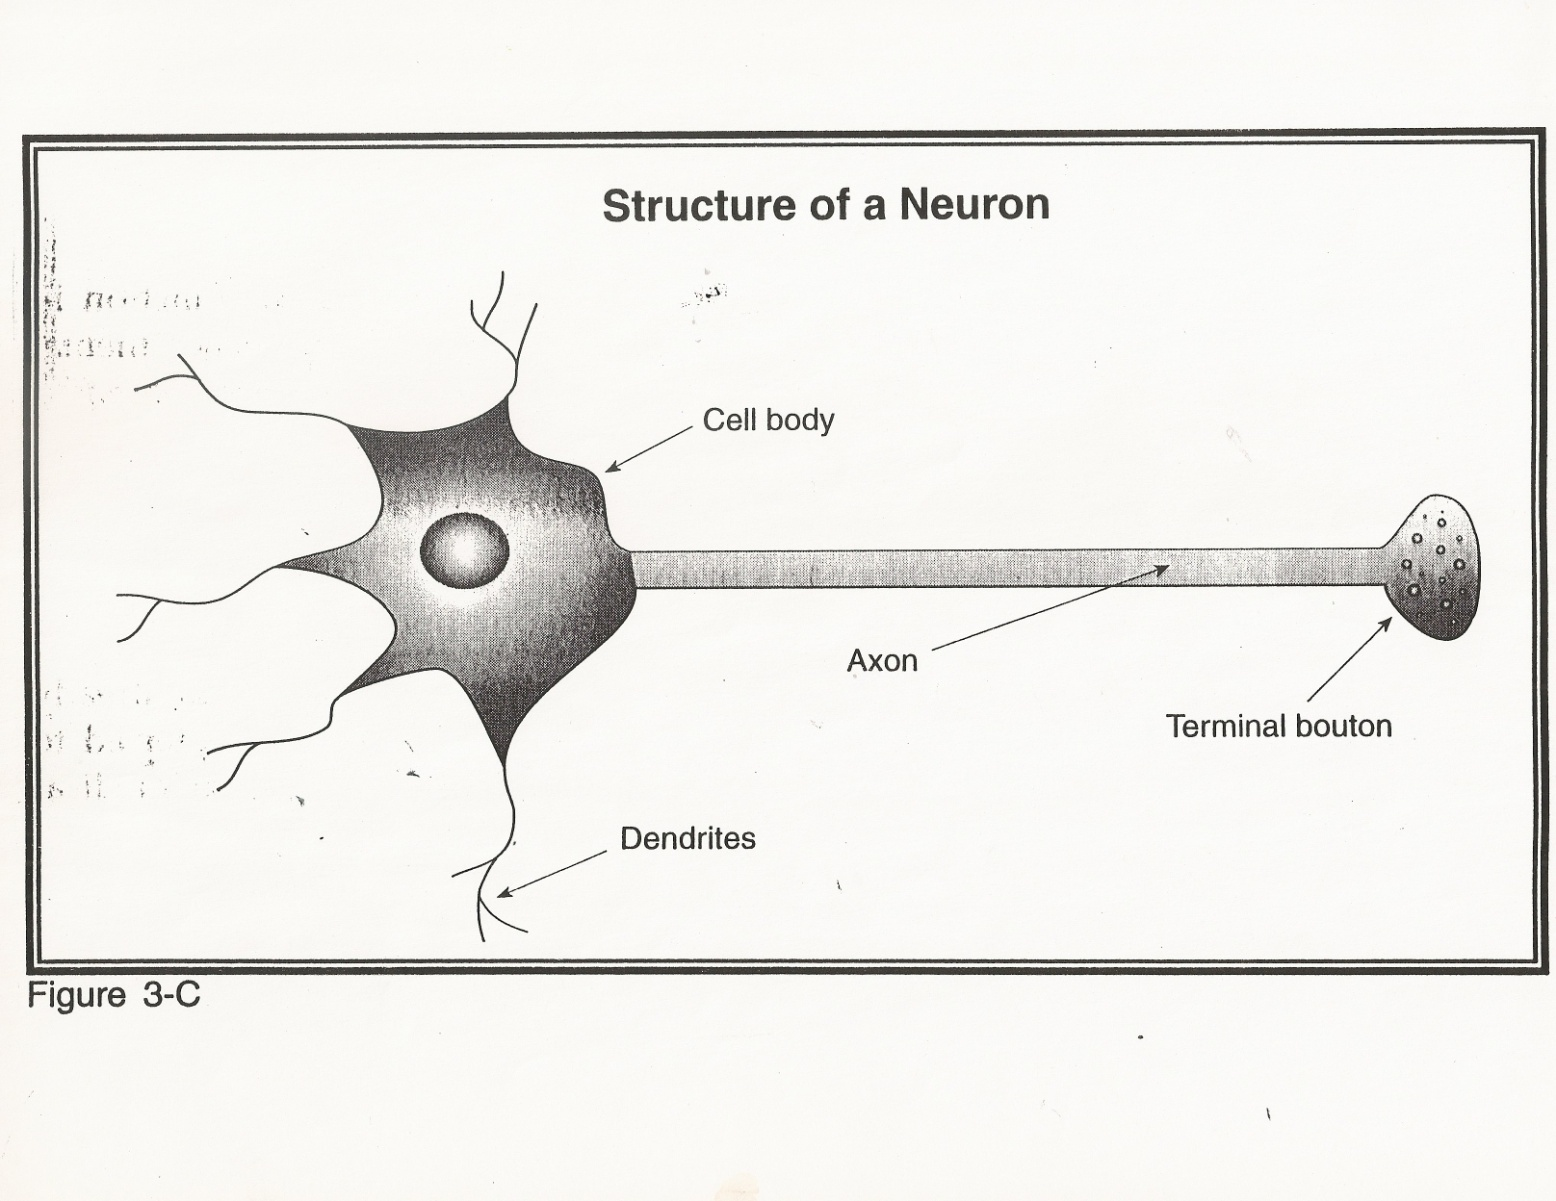 Structure of a Neuron
Cell body
Axon
Terminal bouton
Dendrites
Figure 3-C